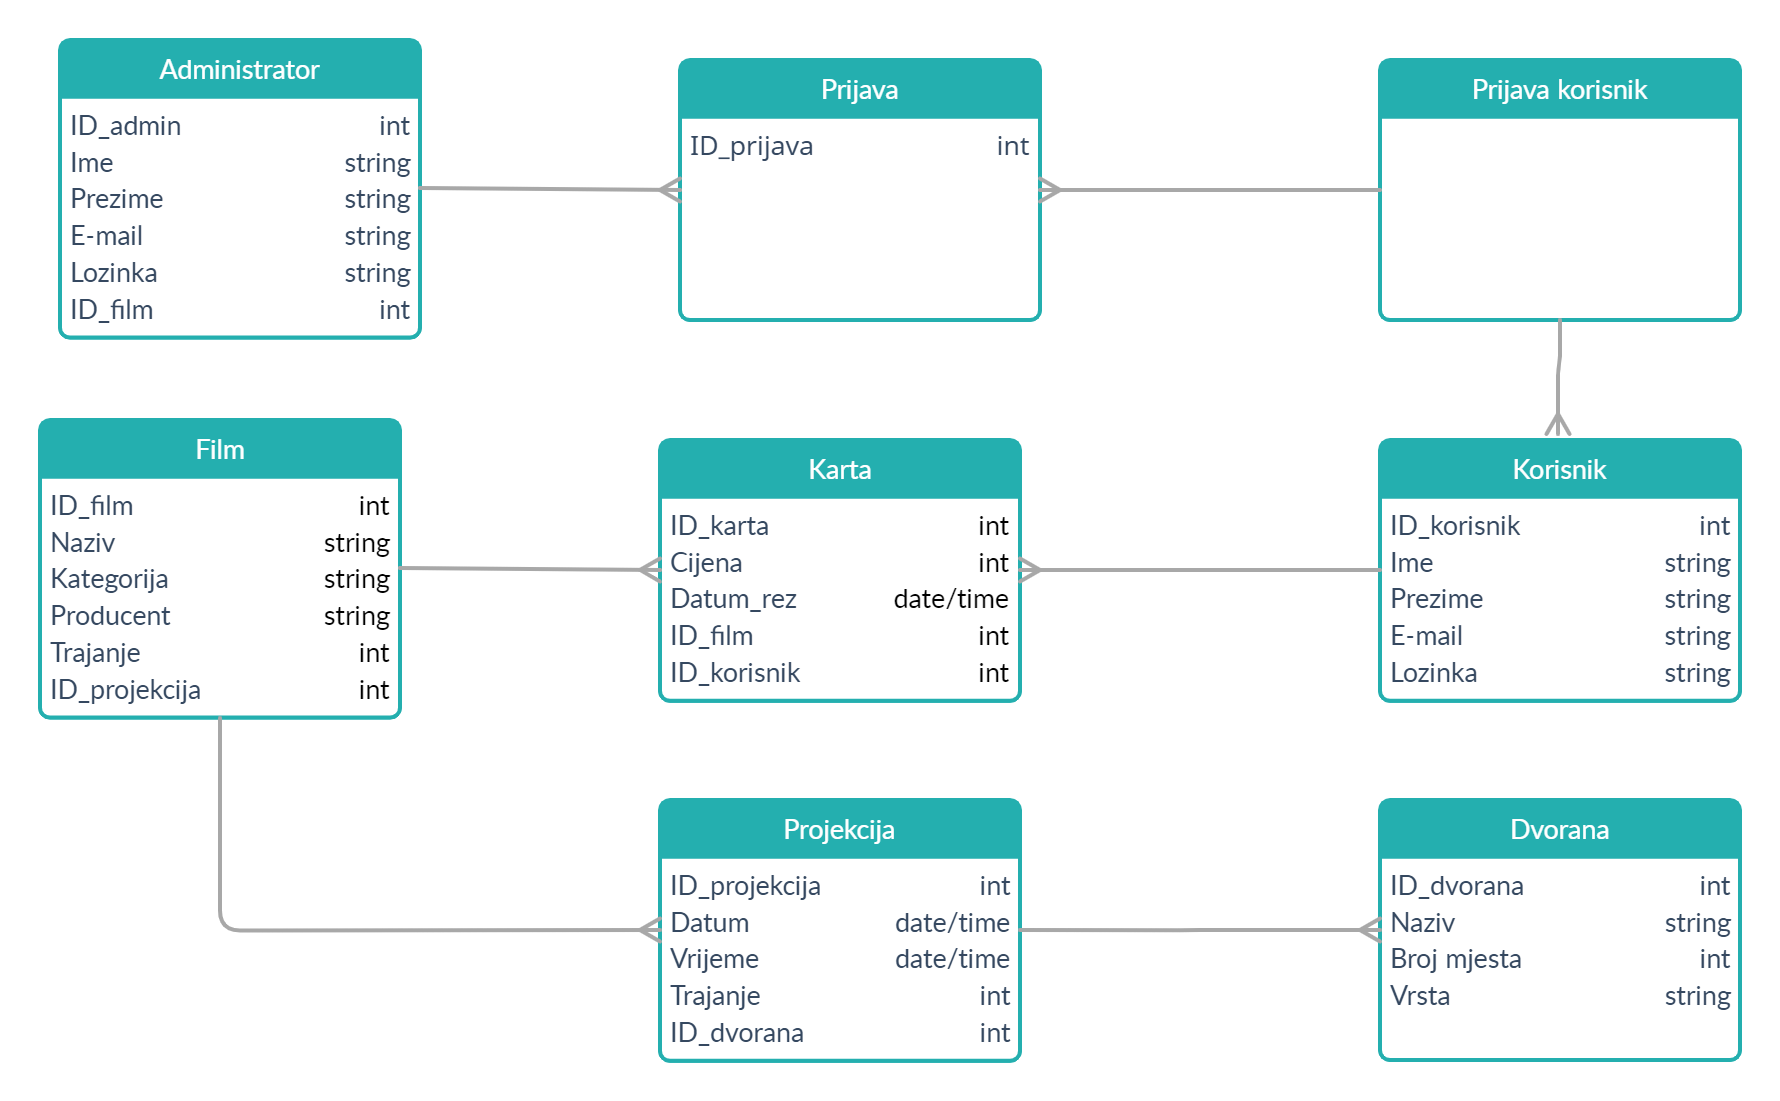 Administrator
ID_admin int
Ime string
Prezime string
E-mail string
Lozinka string
ID_film int
Prijava
ID_prijava int
Prijava korisnik
Film
ID_film int
Naziv string
Kategorija string
Producent string
Trajanje int
ID_projekcija int
Karta
ID_karta int
Cijena int
Datum_rez date/time
ID_film int
ID_korisnik int
Korisnik
ID_korisnik int
Ime string
Prezime string
E-mail string
Lozinka string
Projekcija
ID_projekcija int
Datum date/time
Vrijeme date/time
Trajanje int
ID_dvorana int
Dvorana
ID_dvorana int
Naziv string
Broj mjesta int
Vrsta string